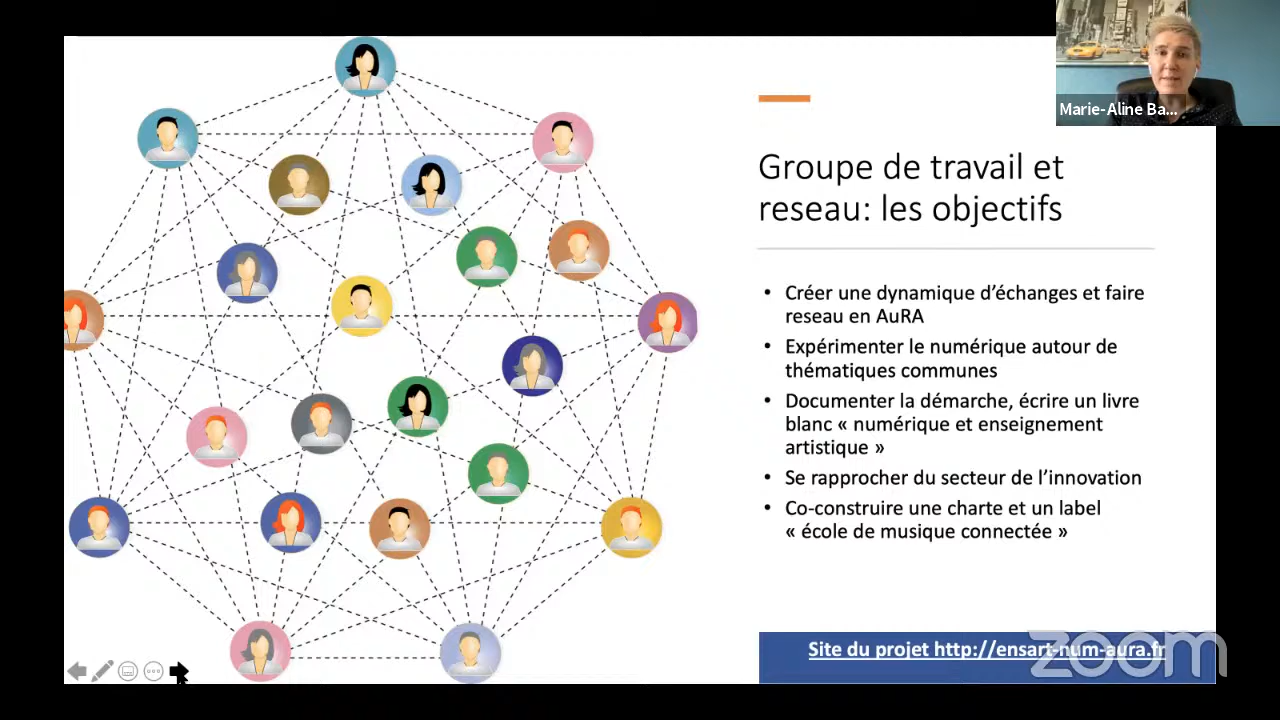 Marie-Aline Ba...
Groupe de travail et
reseau: les objectifs
• Créer une dynamique d’échanges et faire
reseau en AuRA
• Expérimenter le numérique autour de
thématiques communes
• Documenter la démarche, écrire un livre
blanc « numérique et enseignement
artistique »
• Se rapprocher du secteur de l’innovation
• Co-construire une charte et un label
« école de musique connectée »
Site du projet http://ensart-num-aura.fr
zoom